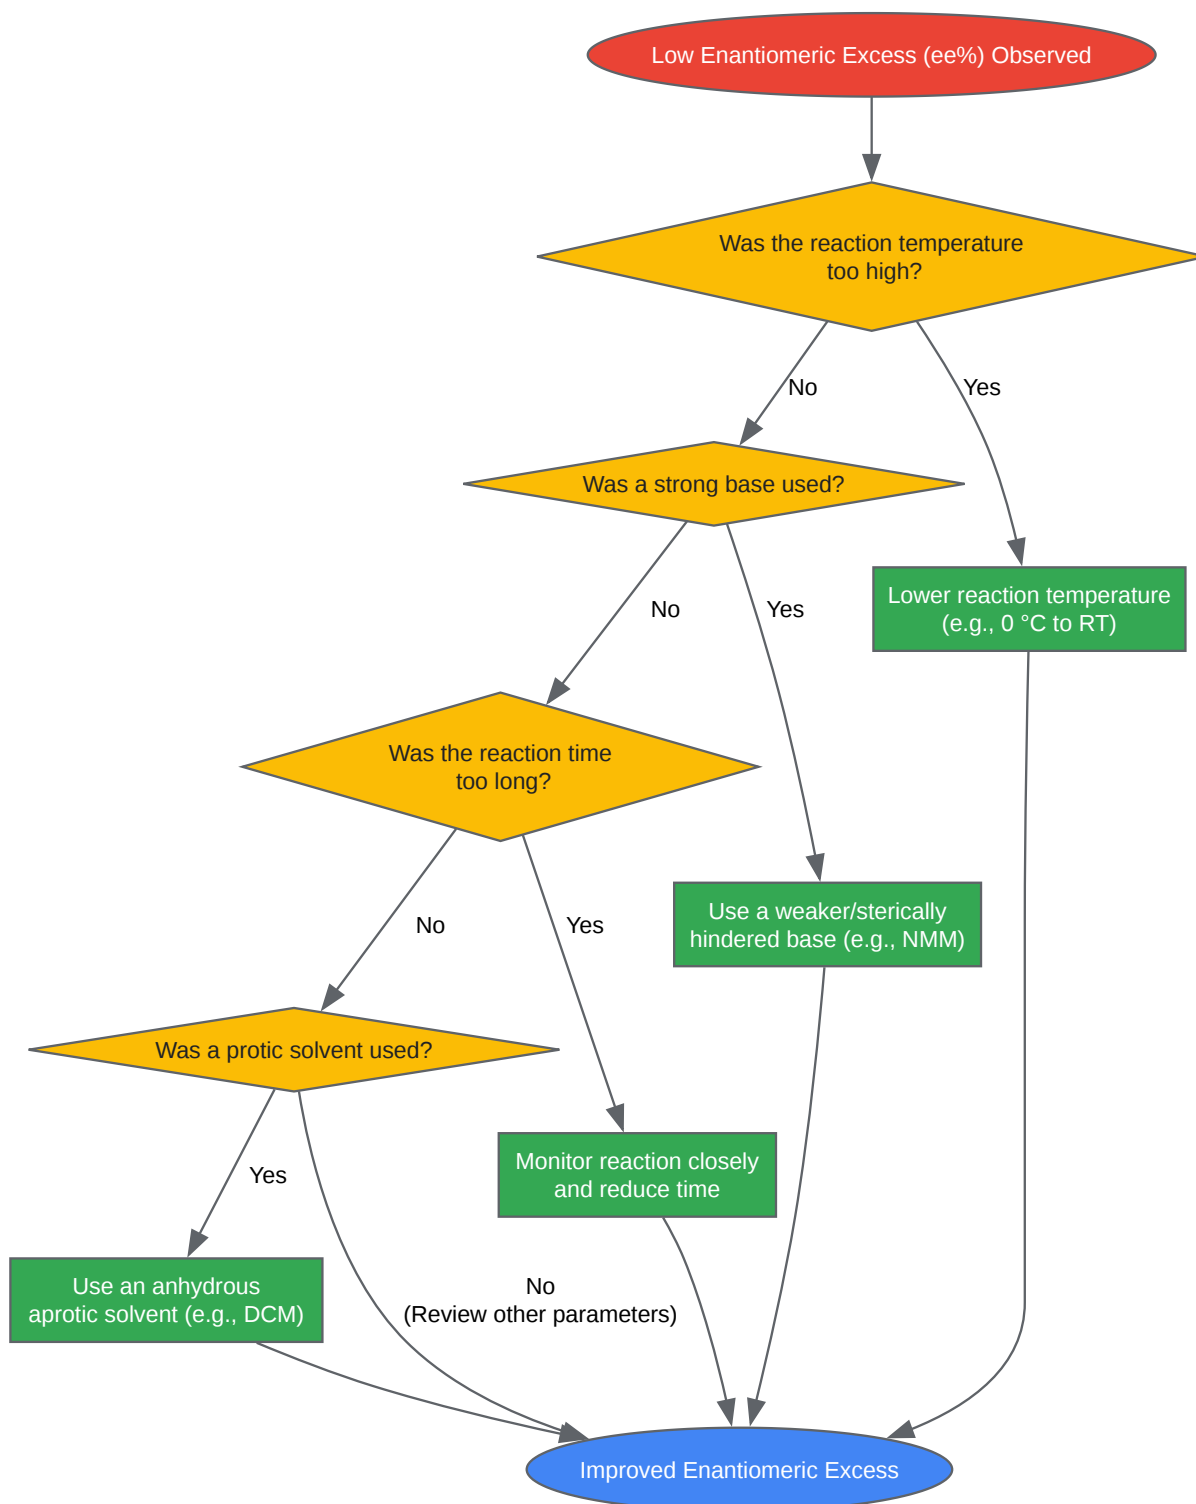 Low Enantiomeric Excess (ee%) Observed
Was the reaction temperature
too high?
No
Yes
Was a strong base used?
No
Yes
Lower reaction temperature
(e.g., 0 °C to RT)
Was the reaction time
too long?
No
Yes
Use a weaker/sterically
hindered base (e.g., NMM)
Was a protic solvent used?
Yes
Monitor reaction closely
and reduce time
Use an anhydrous
aprotic solvent (e.g., DCM)
No
(Review other parameters)
Improved Enantiomeric Excess